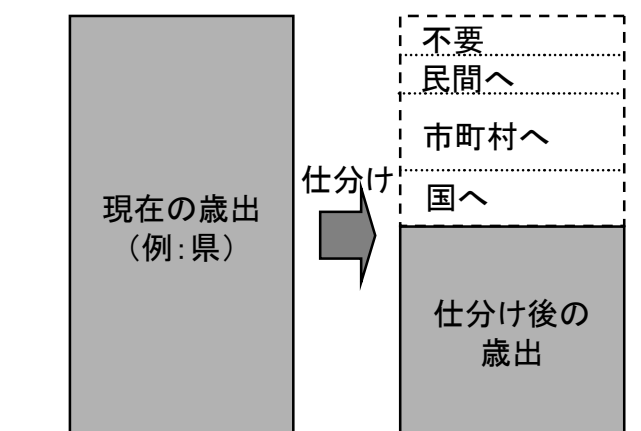 現在の歳出
（例：県）
仕分け
不要
民間へ
市町村へ
国へ
仕分け後の
歳出